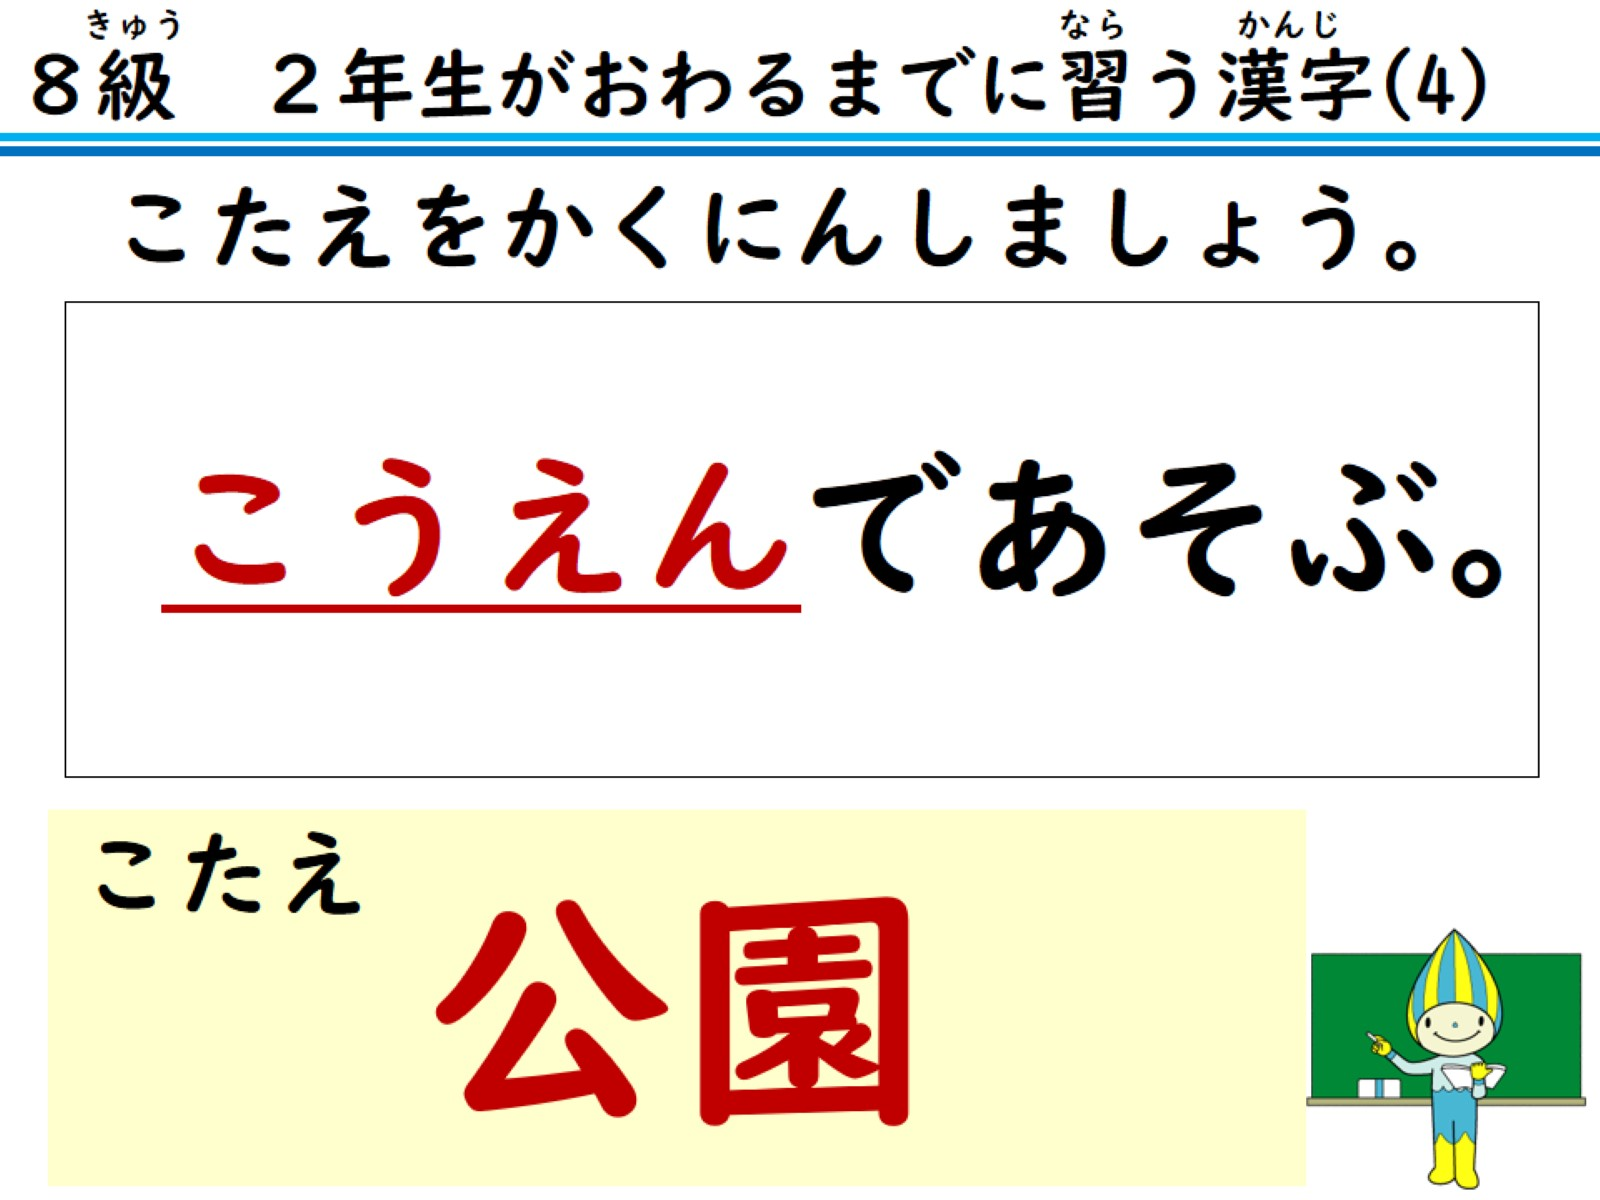 きゅう なら かんじ
８級　２年生がおわるまでに習う漢字(4)
こたえをかくにんしましょう。
こうえんであそぶ。
こたえ
公園